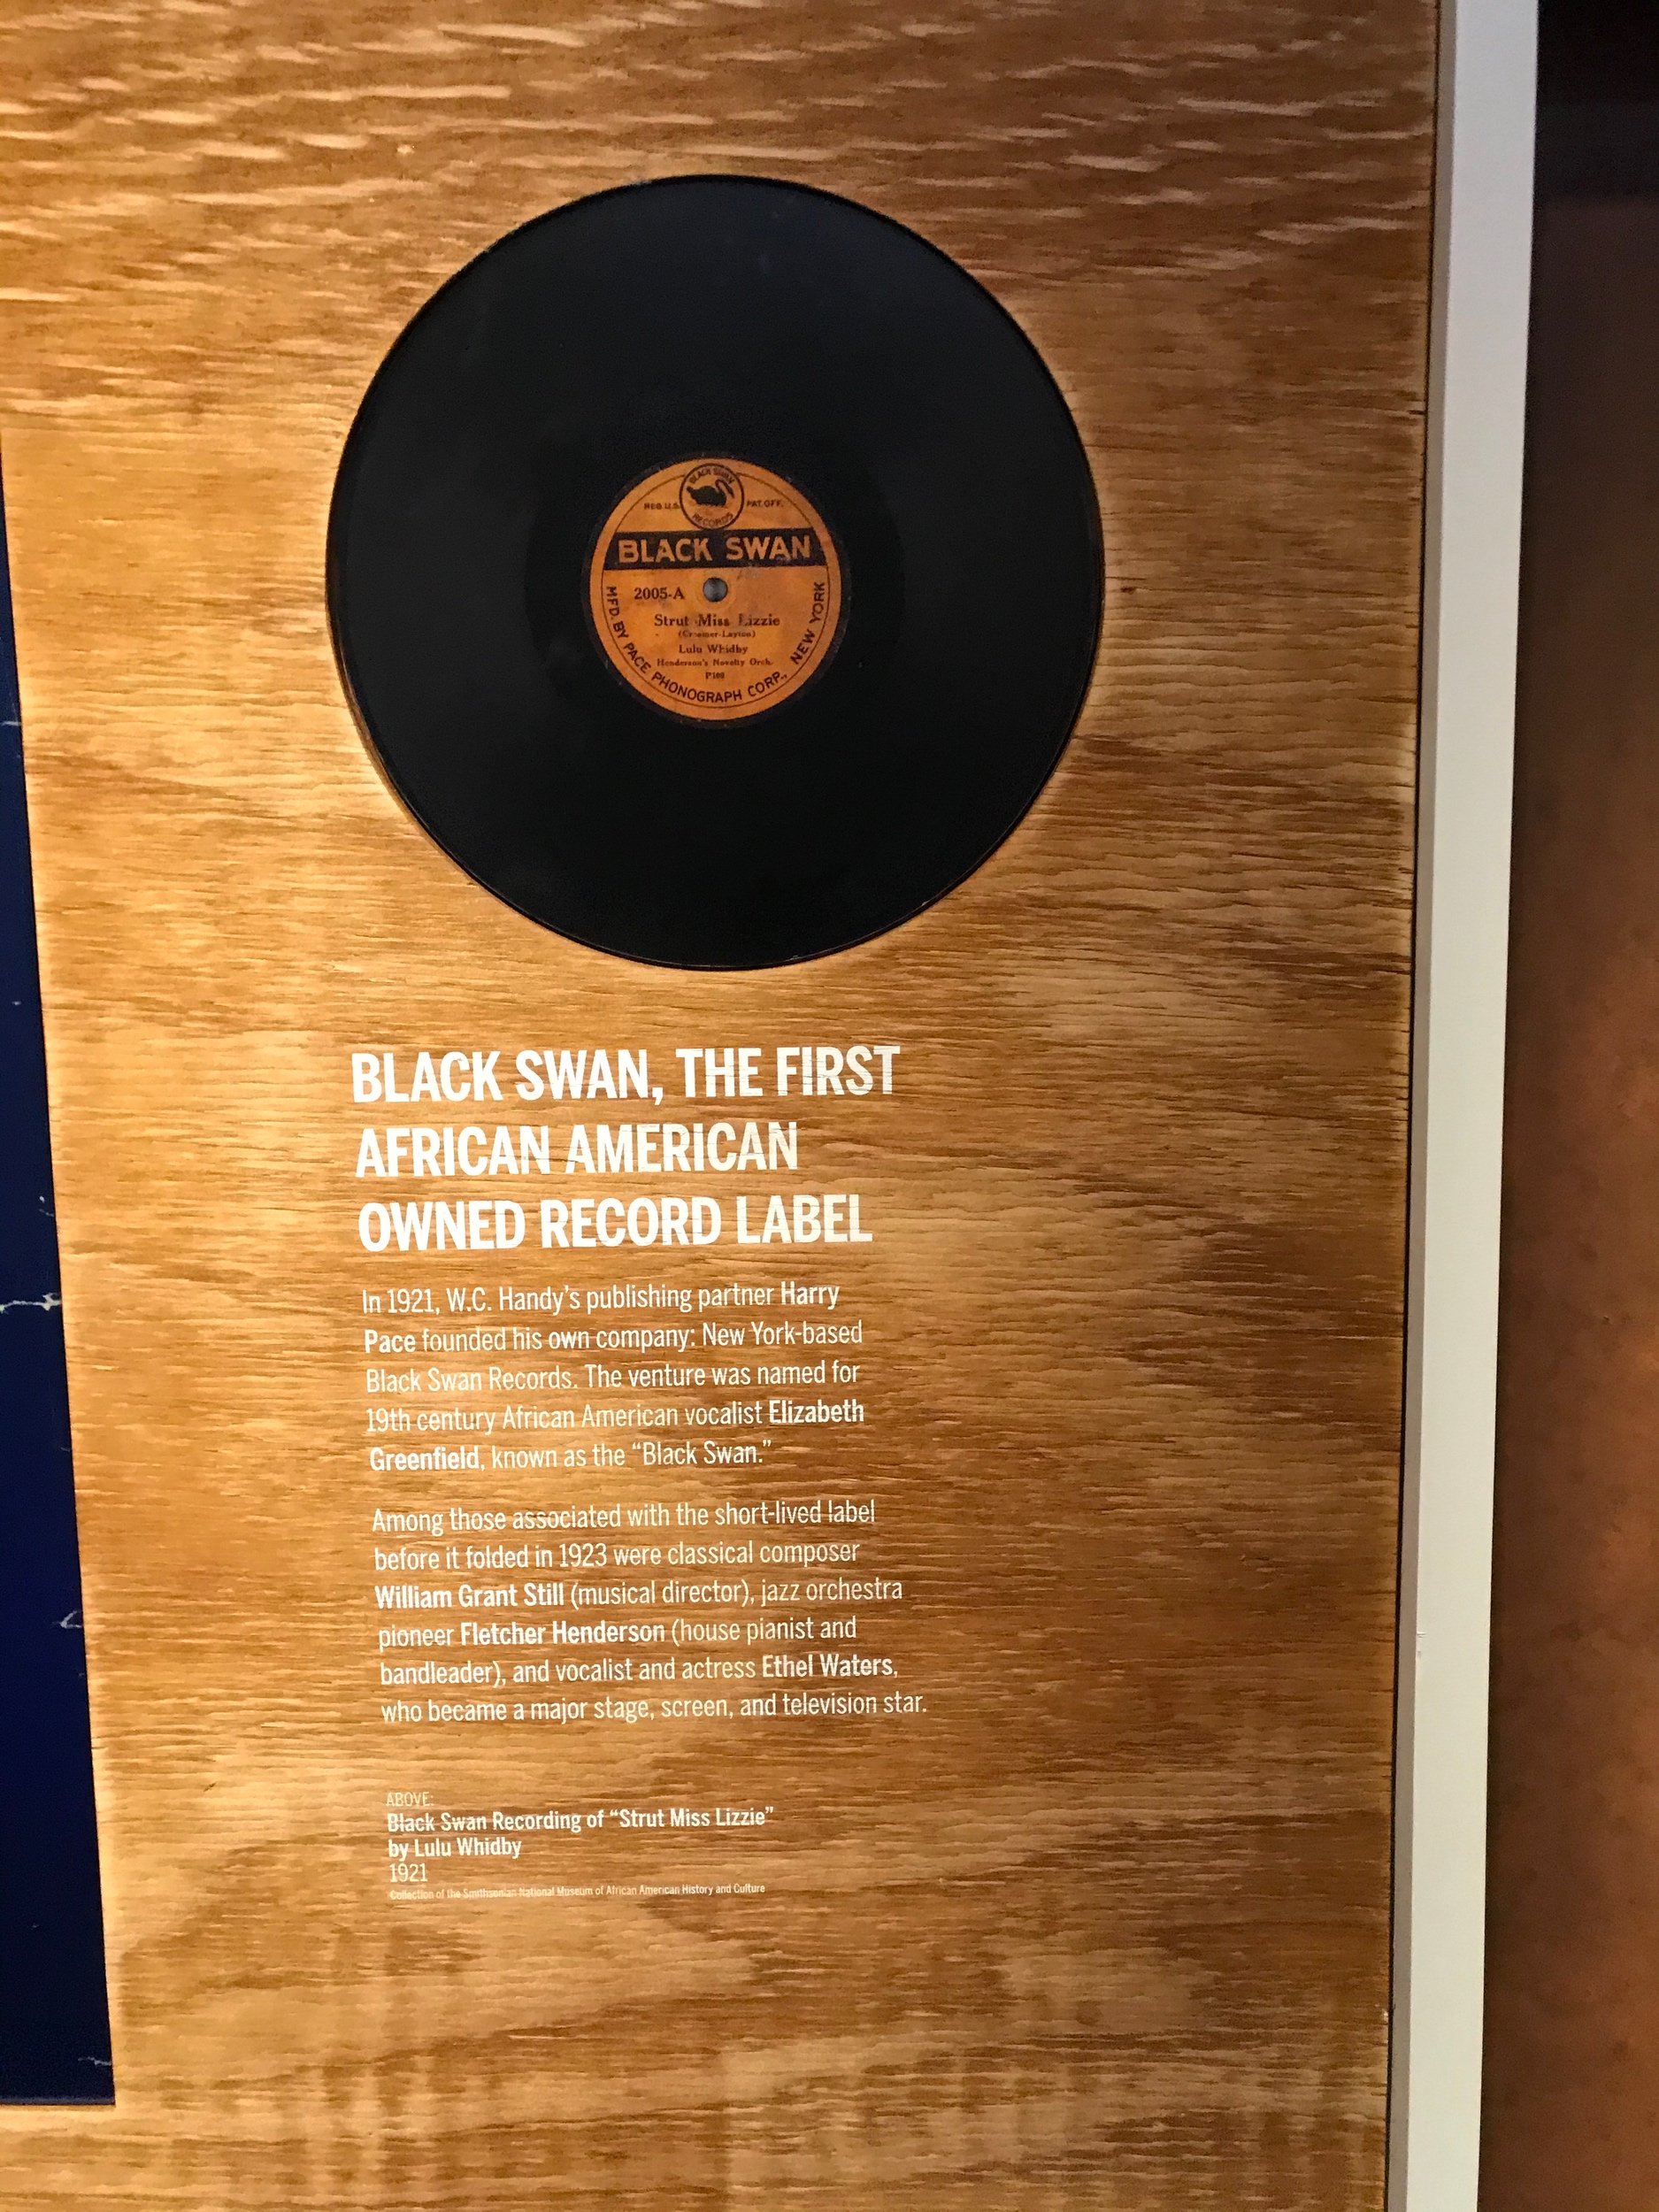 BLACK SWAN
RECORDS
REG. U.S. PAT. OFF.
BLACK SWAN
2005-A
Strut Miss Lizzie
(Creamer-Layton)
Lulu Whidby
Henderson's Novelty Orch.
P100
MFD. BY PACE PHONOGRAPH CORP., NEW YORK
BLACK SWAN, THE FIRST
AFRICAN AMERICAN
OWNED RECORD LABEL
In 1921, W.C. Handy's publishing partner Harry
Pace founded his own company: New York-based
Black Swan Records. The venture was named for
19th century African American vocalist Elizabeth
Greenfield, known as the “Black Swan.”
Among those associated with the short-lived label
before it folded in 1923 were classical composer
William Grant Still (musical director), jazz orchestra
pioneer Fletcher Henderson (house pianist and
bandleader), and vocalist and actress Ethel Waters,
who became a major stage, screen, and television star.
ABOVE:
Black Swan Recording of “Strut Miss Lizzie”
by Lulu Whidby
1921
Collection of the Smithsonian National Museum of African American History and Culture